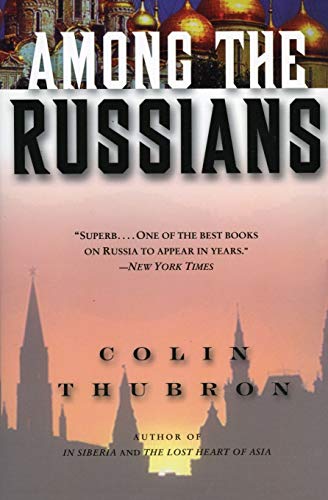 AMONG THE
RUSSIANS
"SUPERB....ONE OF THE BEST BOOKS
ON RUSSIA TO APPEAR IN YEARS."
—NEW YORK TIMES
COLIN
THUBRON
AUTHOR OF
IN SIBERIA AND THE LOST HEART OF ASIA